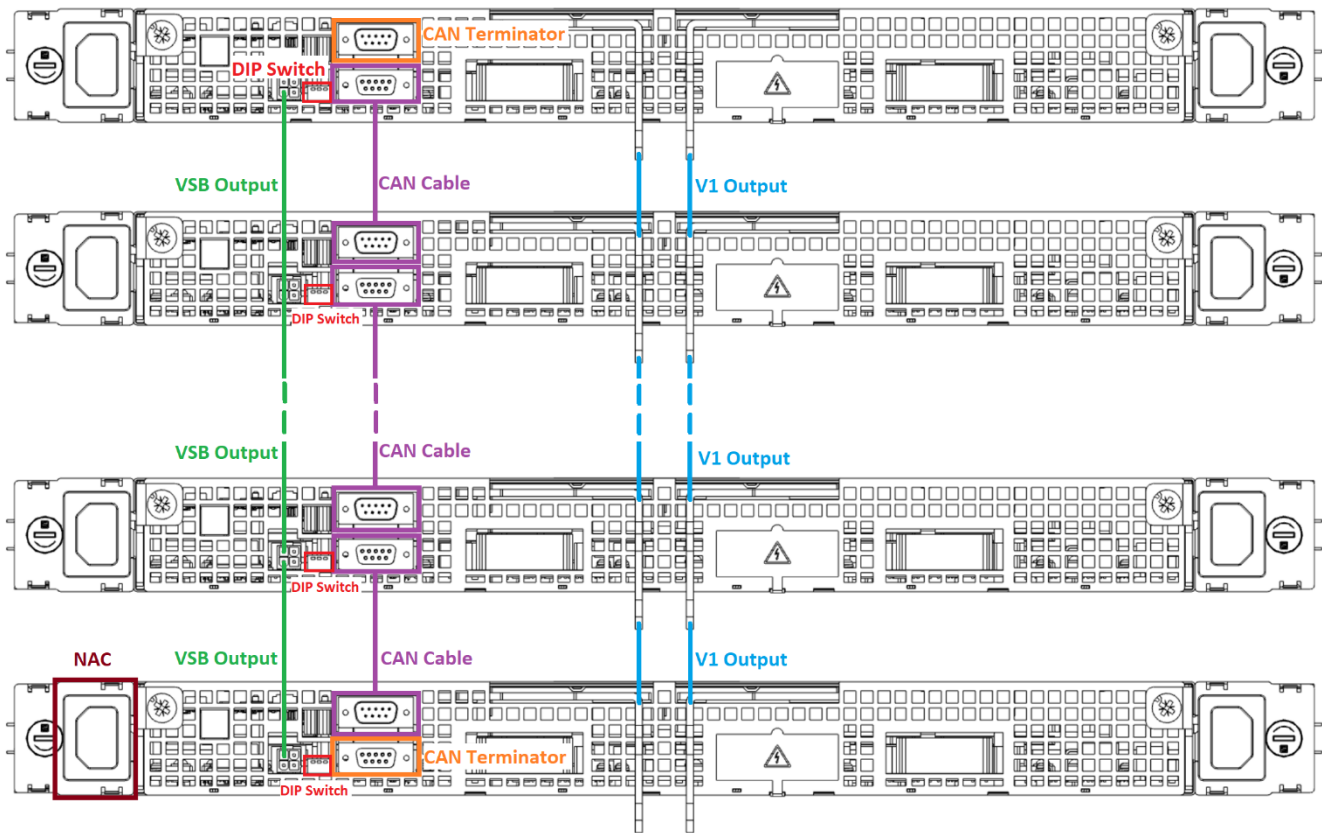 CAN Terminator
DIP Switch
VSB Output
CAN Cable
V1 Output
DIP Switch
VSB Output
CAN Cable
V1 Output
DIP Switch
NAC
VSB Output
CAN Cable
V1 Output
CAN Terminator
DIP Switch